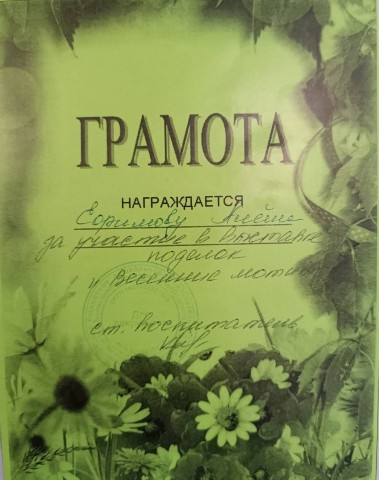 ГРАМОТА
НАГРАЖДАЕТСЯ
за участие в выставке
поделок
и Весенние мотивы
ст. воспитатель